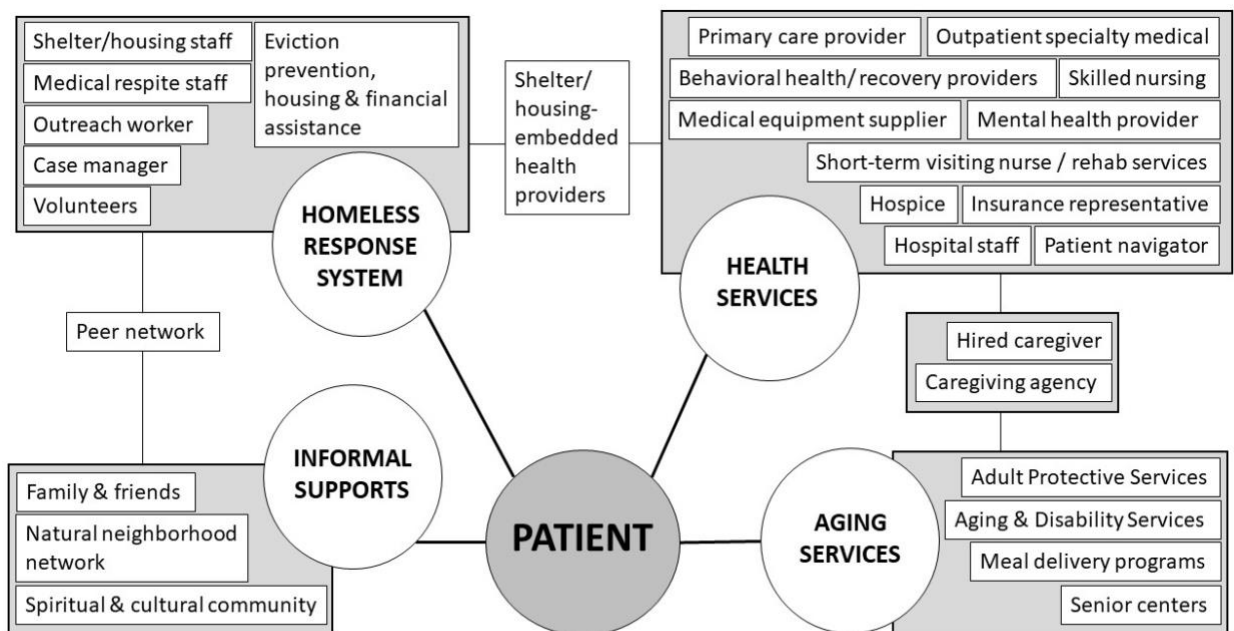 Shelter/housing staff
Medical respite staff
Outreach worker
Case manager
Volunteers
Eviction
prevention,
housing & financial
assistance
HOMELESS
RESPONSE
SYSTEM
Shelter/
housing-
embedded
health
providers
Primary care provider
Outpatient specialty medical
Behavioral health/ recovery providers
Skilled nursing
Medical equipment supplier
Mental health provider
Short-term visiting nurse / rehab services
Hospice
Insurance representative
Hospital staff
Patient navigator
HEALTH
SERVICES
Peer network
Hired caregiver
Caregiving agency
INFORMAL
SUPPORTS
Family & friends
Natural neighborhood
network
Spiritual & cultural community
PATIENT
AGING
SERVICES
Adult Protective Services
Aging & Disability Services
Meal delivery programs
Senior centers